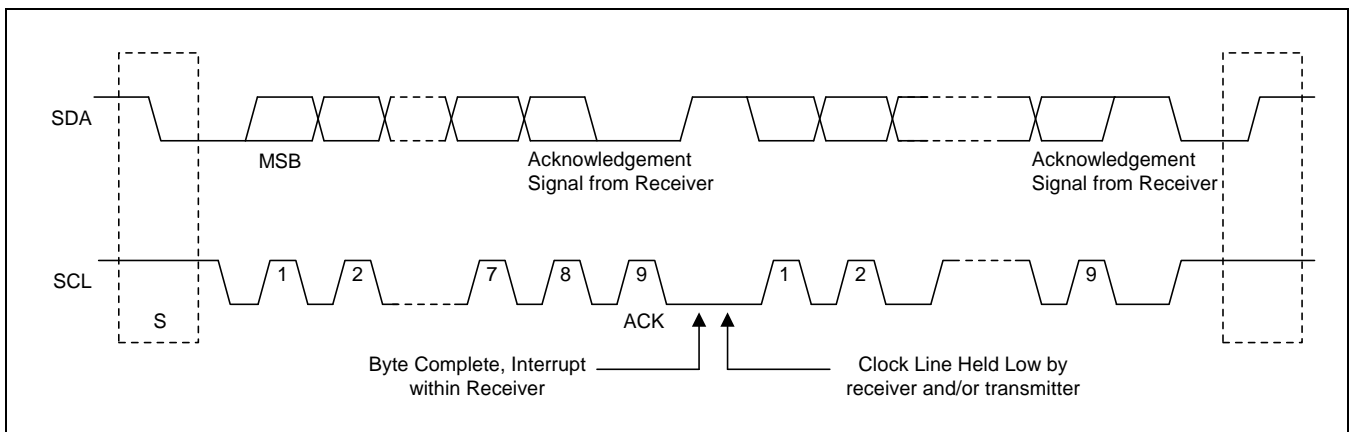 SDA
MSB
Acknowledgement
Signal from Receiver
Acknowledgement
Signal from Receiver
SCL
1
2
7
8
9
1
2
9
S
ACK
Byte Complete, Interrupt
within Receiver
Clock Line Held Low by
receiver and/or transmitter